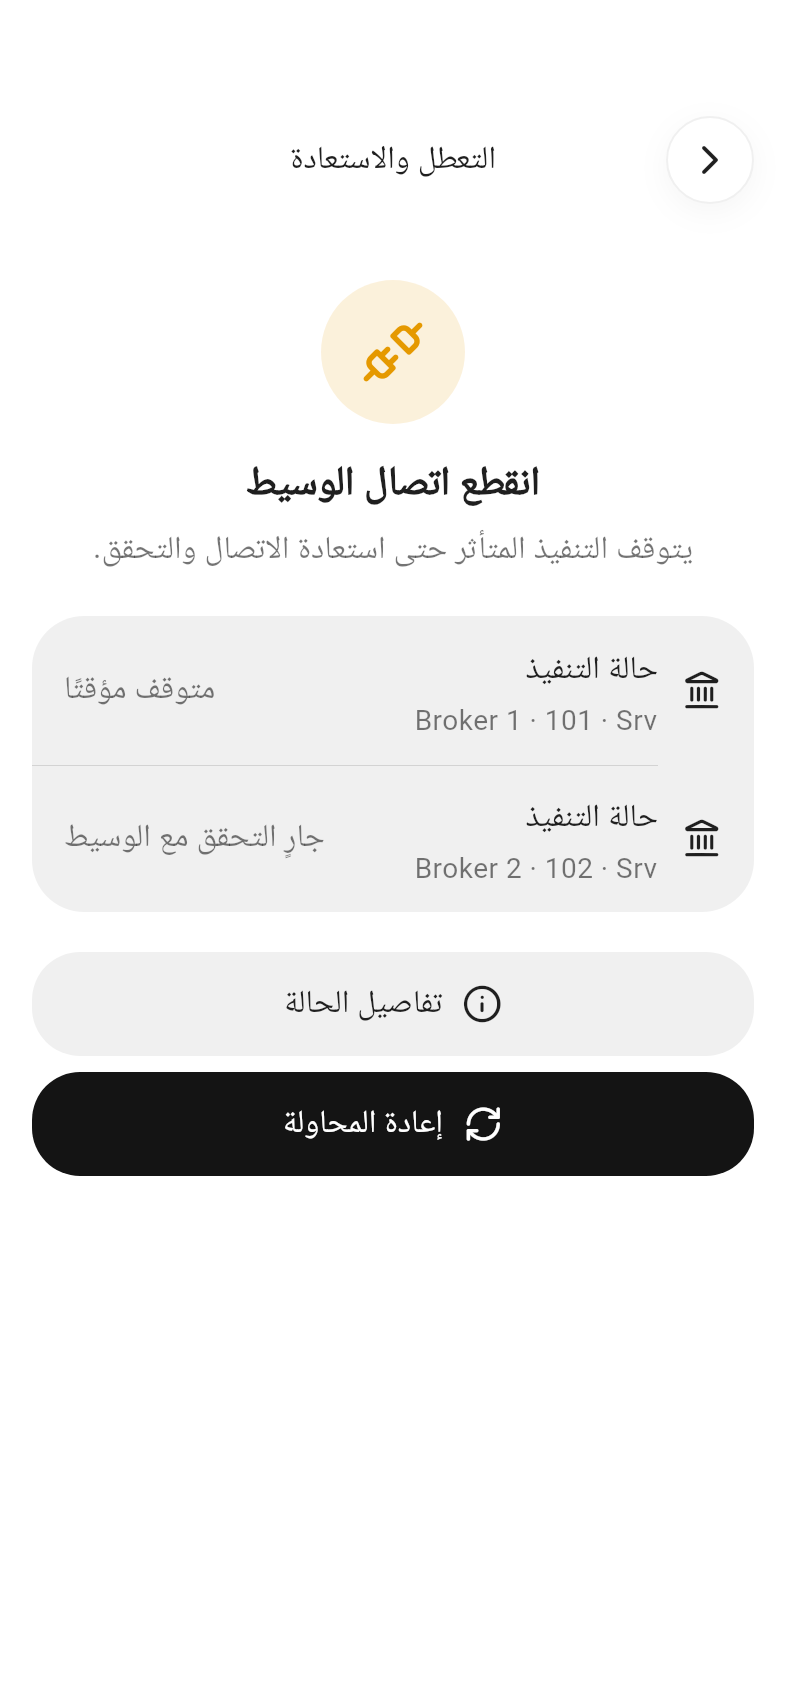 التعطل والاستعادة
انقطع اتصال الوسيط
يتوقف التنفيذ المتأثر حتى استعادة الاتصال والتحقق.
حالة التنفيذ
Broker 1 · 101 · Srv
متوقف مؤقتًا
حالة التنفيذ
Broker 2 · 102 · Srv
جارٍ التحقق مع الوسيط
تفاصيل الحالة
إعادة المحاولة